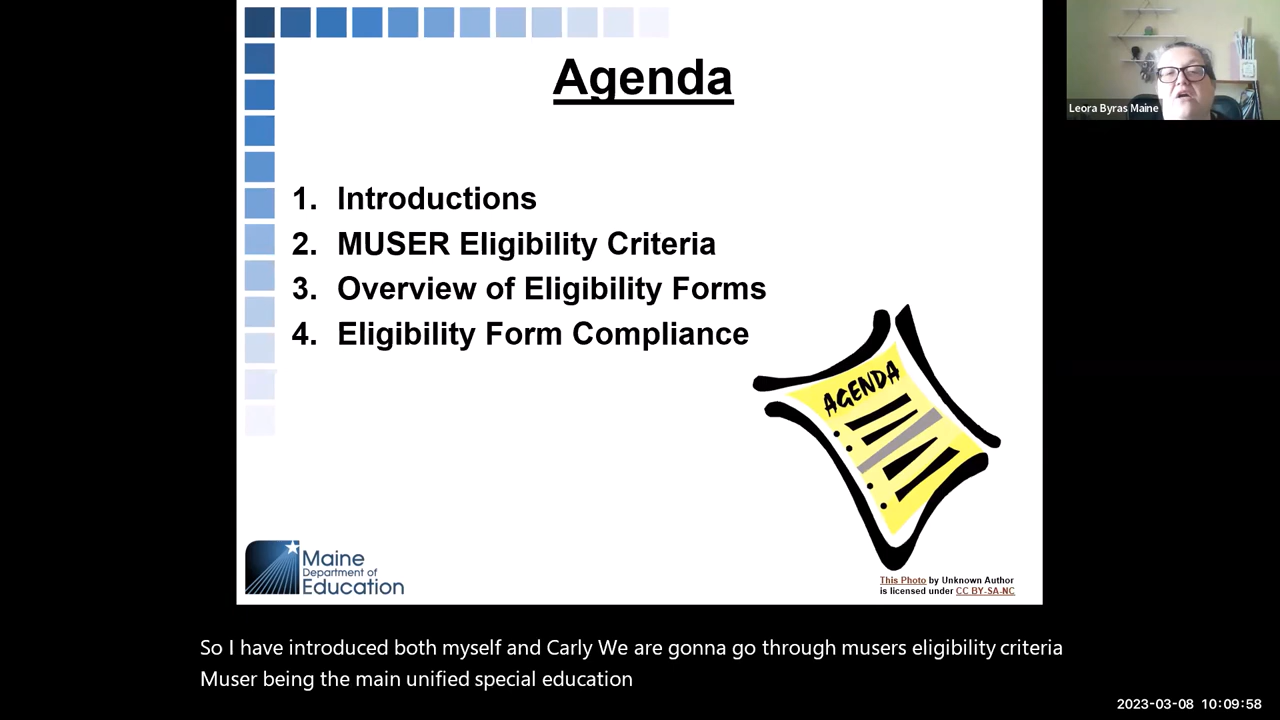 Agenda
1. Introductions
2. MUSER Eligibility Criteria
3. Overview of Eligibility Forms
4. Eligibility Form Compliance
AGENDA
Maine
Department of
Education
This Photo by Unknown Author
is licensed under CC BY-SA-NC
Leora Byras Maine
So I have introduced both myself and Carly We are gonna go through musers eligibility criteria
Muser being the main unified special education
2023-03-08 10:09:58